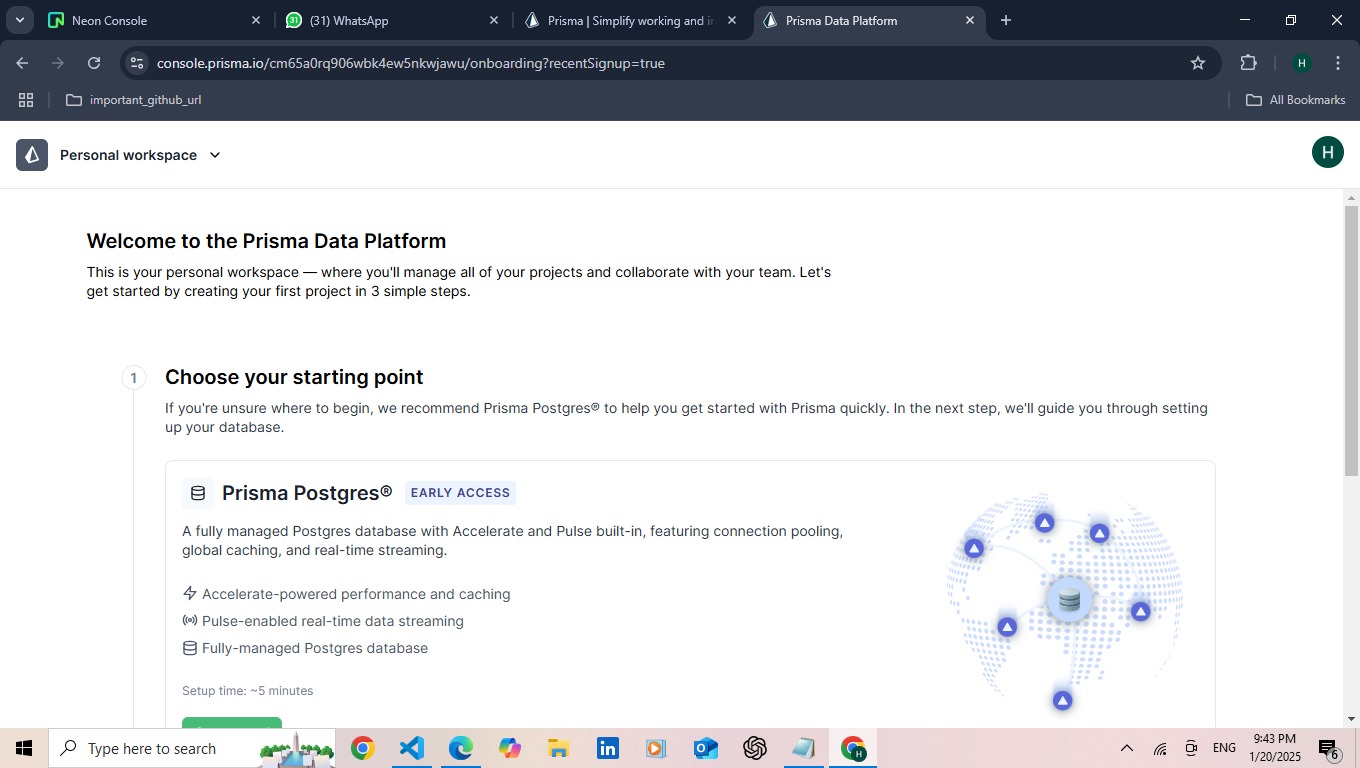 Neon Console
(31) WhatsApp
Prisma | Simplify working and in
Prisma Data Platform
console.prisma.io/cm65a0rq906wbk4ew5nkwjawu/onboarding?recentSignup=true
H
important_github_url
All Bookmarks
Personal workspace
H
Welcome to the Prisma Data Platform
This is your personal workspace — where you'll manage all of your projects and collaborate with your team. Let's
get started by creating your first project in 3 simple steps.
1
Choose your starting point
If you're unsure where to begin, we recommend Prisma Postgres® to help you get started with Prisma quickly. In the next step, we'll guide you through setting
up your database.
Prisma Postgres® EARLY ACCESS
A fully managed Postgres database with Accelerate and Pulse built-in, featuring connection pooling,
global caching, and real-time streaming.
Accelerate-powered performance and caching
Pulse-enabled real-time data streaming
Fully-managed Postgres database
Setup time: ~5 minutes
Type here to search
ENG
9:43 PM
1/20/2025
6